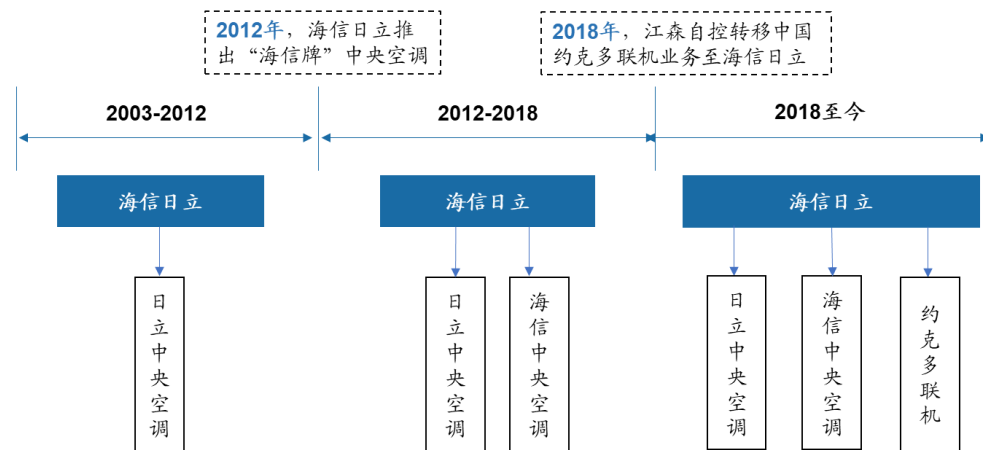 2012年，海信日立推
出“海信牌”中央空调
2018年，江森自控转移中国
约克多联机业务至海信日立
2003-2012
2012-2018
2018至今
海信日立
海信日立
海信日立
日立中央空调
日立中央空调
海信中央空调
日立中央空调
海信中央空调
约克多联机